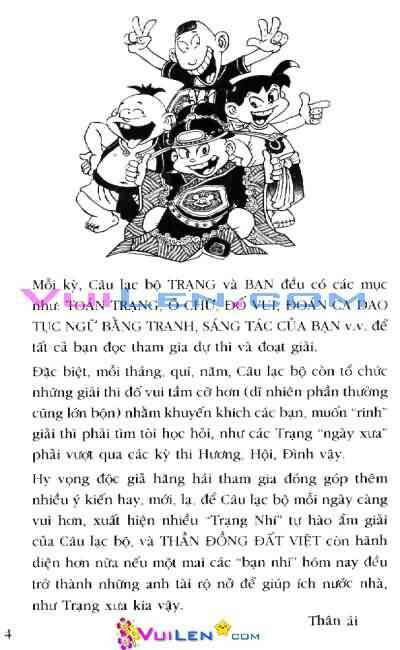 Mỗi kỳ, Câu lạc bộ TRẠNG và BẠN đều có các mục
như: TOÁN TRẠNG, Ô CHỮ, ĐỐ VUI, ĐOÁN CA DAO
TỤC NGỮ BẰNG TRANH, SÁNG TÁC CỦA BẠN v.v. để
tất cả bạn đọc tham gia dự thi và đoạt giải.
Đặc biệt, mỗi tháng, quí, năm, Câu lạc bộ còn tổ chức
những giải thi đố vui tầm cỡ hơn (dĩ nhiên phần thưởng
cũng lớn bộn) nhằm khuyến khích các bạn, muốn "rinh"
giải thì phải tìm tòi học hỏi, như các Trạng "ngày xưa"
phải vượt qua các kỳ thi Hương, Hội, Đình vậy.
Hy vọng độc giả hăng hái tham gia đóng góp thêm
nhiều ý kiến hay, mới, lạ, để Câu lạc bộ mỗi ngày càng
vui hơn, xuất hiện nhiều "Trạng Nhí" tự hào ẵm giải
của Câu lạc bộ, và THẦN ĐỒNG ĐẤT VIỆT còn hãnh
diện hơn nữa nếu một mai các "bạn nhí" hôm nay đều
trở thành những anh tài rộ nở để giúp ích nước nhà,
như Trạng xưa kia vậy.
Thân ái
4
VUILEN.COM
VUILEN.COM